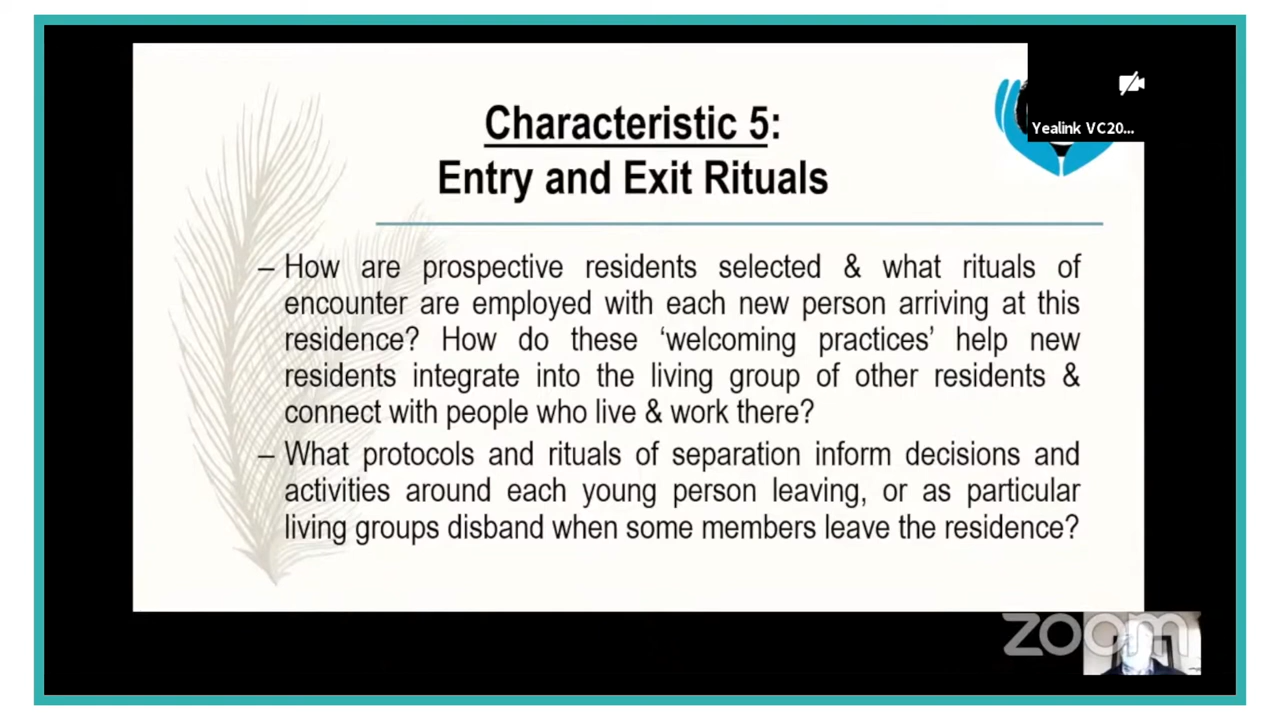 Characteristic 5:
Entry and Exit Rituals
Yealink VC20...
– How are prospective residents selected & what rituals of
encounter are employed with each new person arriving at this
residence? How do these ‘welcoming practices’ help new
residents integrate into the living group of other residents &
connect with people who live & work there?
– What protocols and rituals of separation inform decisions and
activities around each young person leaving, or as particular
living groups disband when some members leave the residence?
zoom